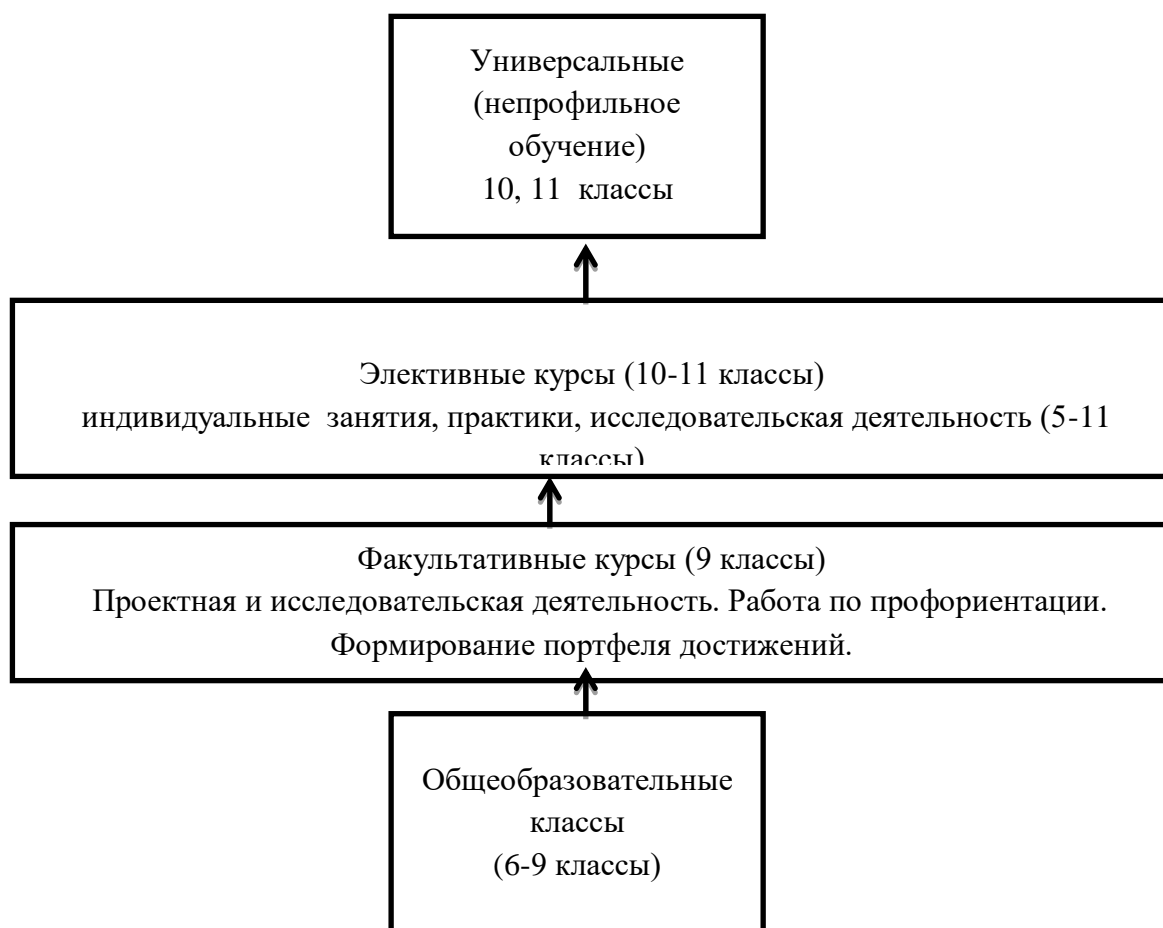 Универсальные
(непрофильное
обучение)
10, 11 классы
Элективные курсы (10-11 классы)
индивидуальные занятия, практики, исследовательская деятельность (5-11
классы)
Факультативные курсы (9 классы)
Проектная и исследовательская деятельность. Работа по профориентации.
Формирование портфеля достижений.
Общеобразовательные
классы
(6-9 классы)